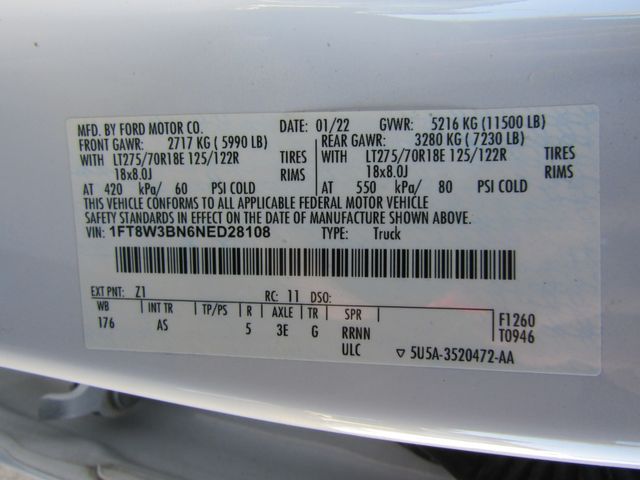 MFD. BY FORD MOTOR CO. DATE: 01/22 GVWR: 5216 KG (11500 LB)
FRONT GAWR: 2717 KG (5990 LB) REAR GAWR: 3280 KG (7230 LB)
WITH LT275/70R18E 125/122R TIRES WITH LT275/70R18E 125/122R TIRES
18x8.0J RIMS 18x8.0J RIMS
AT 420 kPa/ 60 PSI COLD AT 550 kPa/ 80 PSI COLD
THIS VEHICLE CONFORMS TO ALL APPLICABLE FEDERAL MOTOR VEHICLE
SAFETY STANDARDS IN EFFECT ON THE DATE OF MANUFACTURE SHOWN ABOVE.
VIN: 1FT8W3BN6NED28108 TYPE: Truck
EXT PNT: Z1 RC: 11 DSO:
WB INT TR TP/PS R AXLE TR SPR F1260
176 AS 5 3E G RRNN T0946
ULC ▽ 5U5A-3520472-AA